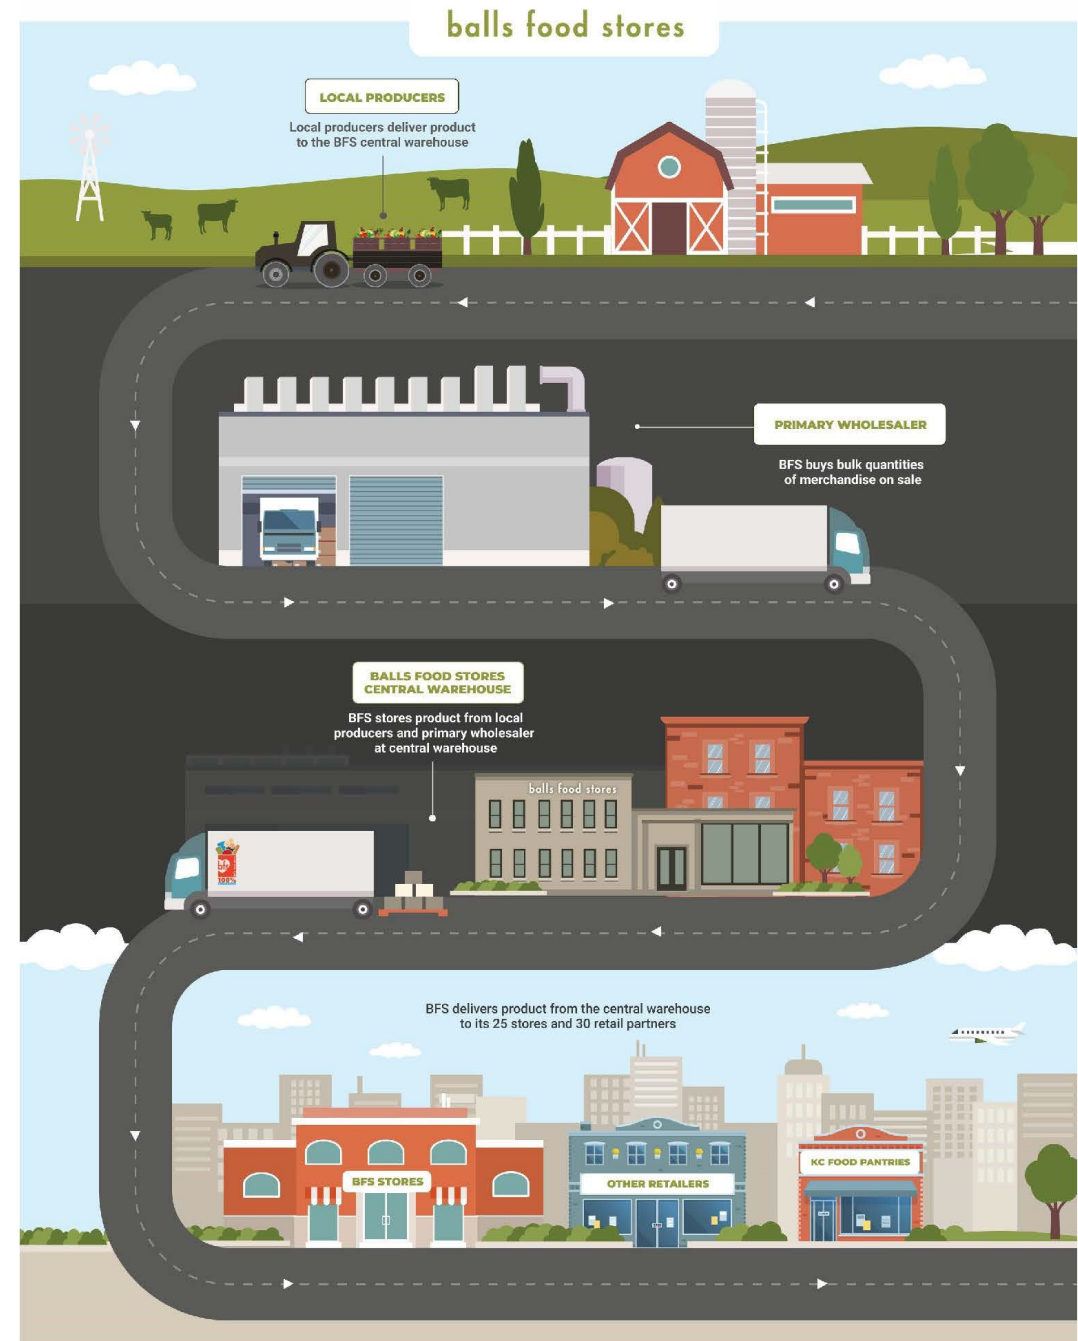 balls food stores
LOCAL PRODUCERS
Local producers deliver product
to the BFS central warehouse
PRIMARY WHOLESALER
BFS buys bulk quantities
of merchandise on sale
BALLS FOOD STORES
CENTRAL WAREHOUSE
BFS stores product from local
producers and primary wholesaler
at central warehouse
balls food stores
100%
BFS delivers product from the central warehouse
to its 25 stores and 30 retail partners
BFS STORES
OTHER RETAILERS
KC FOOD PANTRIES